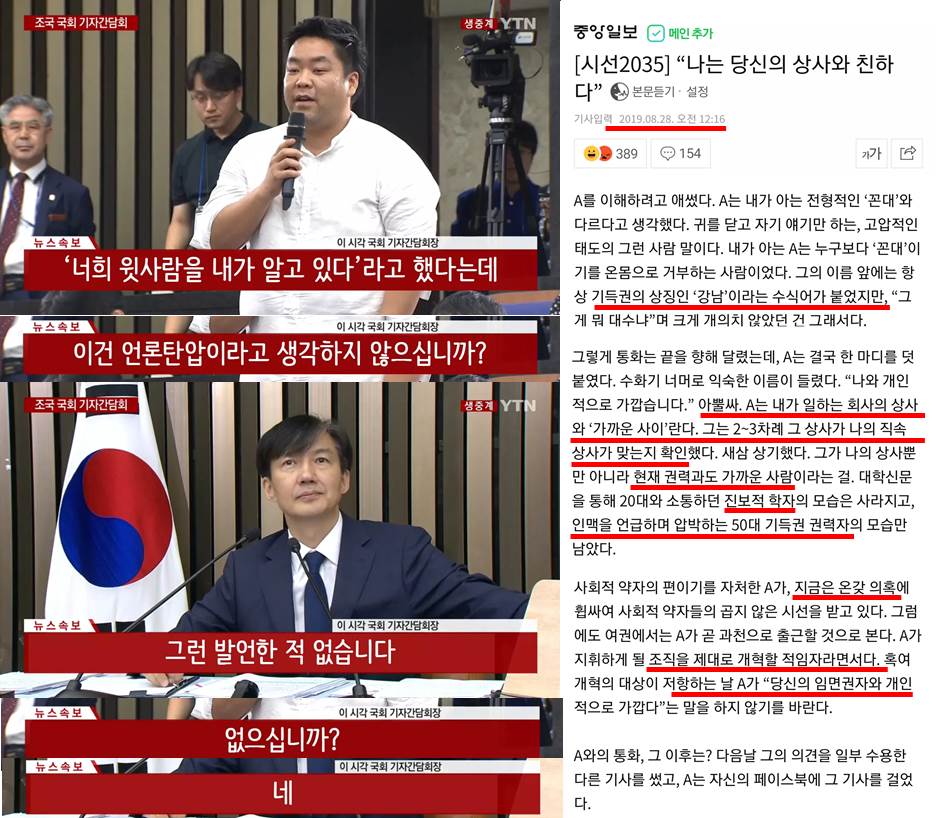 조국 국회 기자간담회
생중계 YTN
뉴스속보
이 시각 국회 기자간담회장
‘너희 윗사람을 내가 알고 있다’라고 했다는데
뉴스속보
이 시각 국회 기자간담회장
이건 언론탄압이라고 생각하지 않으십니까?
조국 국회 기자간담회
생중계 YTN
뉴스속보
이 시각 국회 기자간담회장
그런 발언한 적 없습니다
뉴스속보
이 시각 국회 기자간담회장
없으십니까?
뉴스속보
이 시각 국회 기자간담회장
네
중앙일보 메인 추가
[시선2035] “나는 당신의 상사와 친하
다” 본문듣기 · 설정
기사입력 2019.08.28. 오전 12:16
389
154
가가
A를 이해하려고 애썼다. A는 내가 아는 전형적인 ‘꼰대’와
다르다고 생각했다. 귀를 닫고 자기 얘기만 하는, 고압적인
태도의 그런 사람 말이다. 내가 아는 A는 누구보다 ‘꼰대’이
기를 온몸으로 거부하는 사람이었다. 그의 이름 앞에는 항
상 기득권의 상징인 ‘강남’이라는 수식어가 붙었지만, “그
게 뭐 대수냐”며 크게 개의치 않았던 건 그래서다.
그렇게 통화는 끝을 향해 달렸는데, A는 결국 한 마디를 덧
붙였다. 수화기 너머로 익숙한 이름이 들렸다. “나와 개인
적으로 가깝습니다.” 아뿔싸. A는 내가 일하는 회사의 상사
와 ‘가까운 사이’란다. 그는 2~3차례 그 상사가 나의 직속
상사가 맞는지 확인했다. 새삼 상기했다. 그가 나의 상사뿐
만 아니라 현재 권력과도 가까운 사람이라는 걸. 대학신문
을 통해 20대와 소통하던 진보적 학자의 모습은 사라지고,
인맥을 언급하며 압박하는 50대 기득권 권력자의 모습만
남았다.
사회적 약자의 편이기를 자처한 A가, 지금은 온갖 의혹에
휩싸여 사회적 약자들의 곱지 않은 시선을 받고 있다. 그럼
에도 여권에서는 A가 곧 과천으로 출근할 것으로 본다. A가
지휘하게 될 조직을 제대로 개혁할 적임자라면서다. 혹여
개혁의 대상이 저항하는 날 A가 “당신의 임면권자와 개인
적으로 가깝다”는 말을 하지 않기를 바란다.
A와의 통화, 그 이후는? 다음날 그의 의견을 일부 수용한
다른 기사를 썼고, A는 자신의 페이스북에 그 기사를 걸었
다.